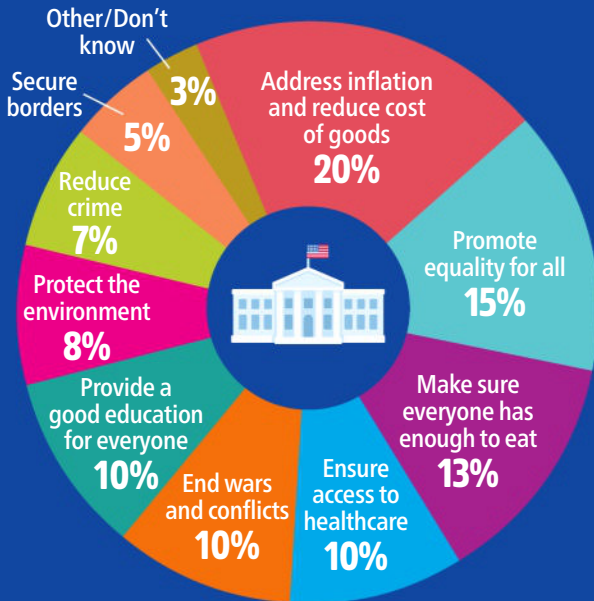 Other/Don't
know
3%
Address inflation
and reduce cost
of goods
20%
Promote
equality for all
15%
Make sure
everyone has
enough to eat
13%
Ensure
access to
healthcare
10%
End wars
and conflicts
10%
Provide a
good education
for everyone
10%
Protect the
environment
8%
Reduce
crime
7%
Secure
borders
5%